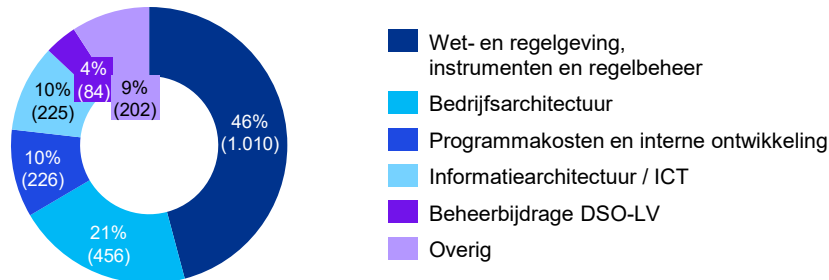 4%
(84)
9%
(202)
10%
(225)
46%
(1.010)
10%
(226)
21%
(456)
Wet- en regelgeving,
instrumenten en regelbeheer
Bedrijfsarchitectuur
Programmakosten en interne ontwikkeling
Informatiearchitectuur / ICT
Beheerbijdrage DSO-LV
Overig